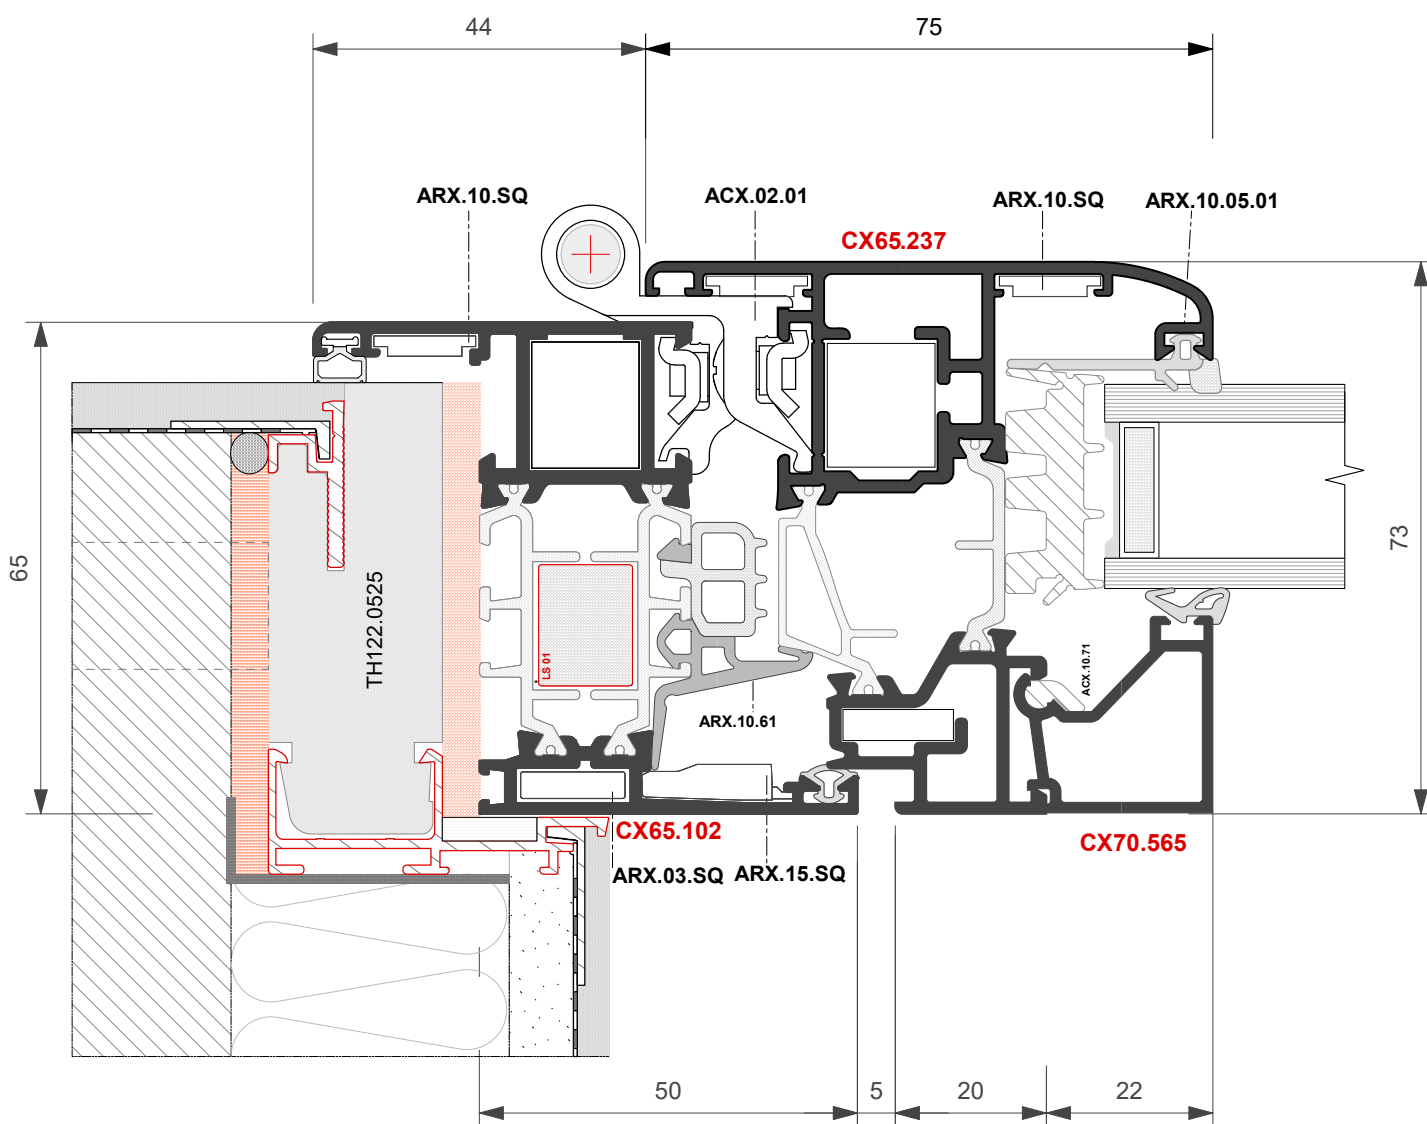 44
75
ARX.10.SQ
ACX.02.01
ARX.10.SQ
ARX.10.05.01
CX65.237
65
73
TH122.0525
LS 01
ACX.10.71
ARX.10.61
CX65.102
CX70.565
ARX.03.SQ
ARX.15.SQ
50
5
20
22